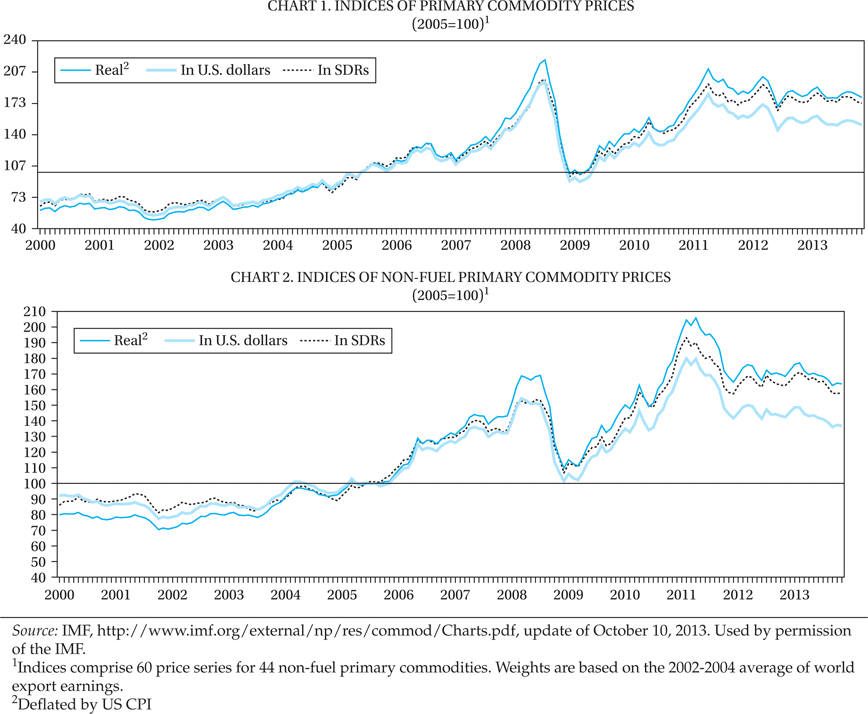 CHART 1. INDICES OF PRIMARY COMMODITY PRICES
(2005=100)1
240
207
173
140
107
73
40
Real2 In U.S. dollars In SDRs
2000 2001 2002 2003 2004 2005 2006 2007 2008 2009 2010 2011 2012 2013
CHART 2. INDICES OF NON-FUEL PRIMARY COMMODITY PRICES
(2005=100)1
210
200
190
180
170
160
150
140
130
120
110
100
90
80
70
60
50
40
Real2 In U.S. dollars In SDRs
2000 2001 2002 2003 2004 2005 2006 2007 2008 2009 2010 2011 2012 2013
Source: IMF, http://www.imf.org/external/np/res/commod/Charts.pdf, update of October 10, 2013. Used by permission
of the IMF.
1Indices comprise 60 price series for 44 non-fuel primary commodities. Weights are based on the 2002-2004 average of world
export earnings.
2Deflated by US CPI